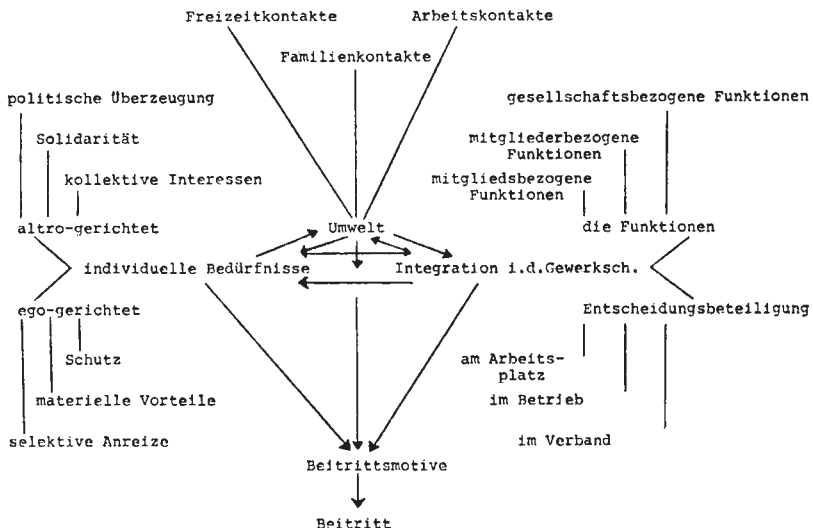 Freizeitkontakte
Arbeitskontakte
Familienkontakte
politische Überzeugung
gesellschaftsbezogene Funktionen
Solidarität
mitgliederbezogene
Funktionen
kollektive Interessen
mitgliedsbezogene
Funktionen
altro-gerichtet
Umwelt
die Funktionen
individuelle Bedürfnisse
Integration i.d.Gewerksch.
ego-gerichtet
Entscheidungsbeteiligung
Schutz
am Arbeits-
platz
materielle Vorteile
im Betrieb
selektive Anreize
im Verband
Beitrittsmotive
Beitritt